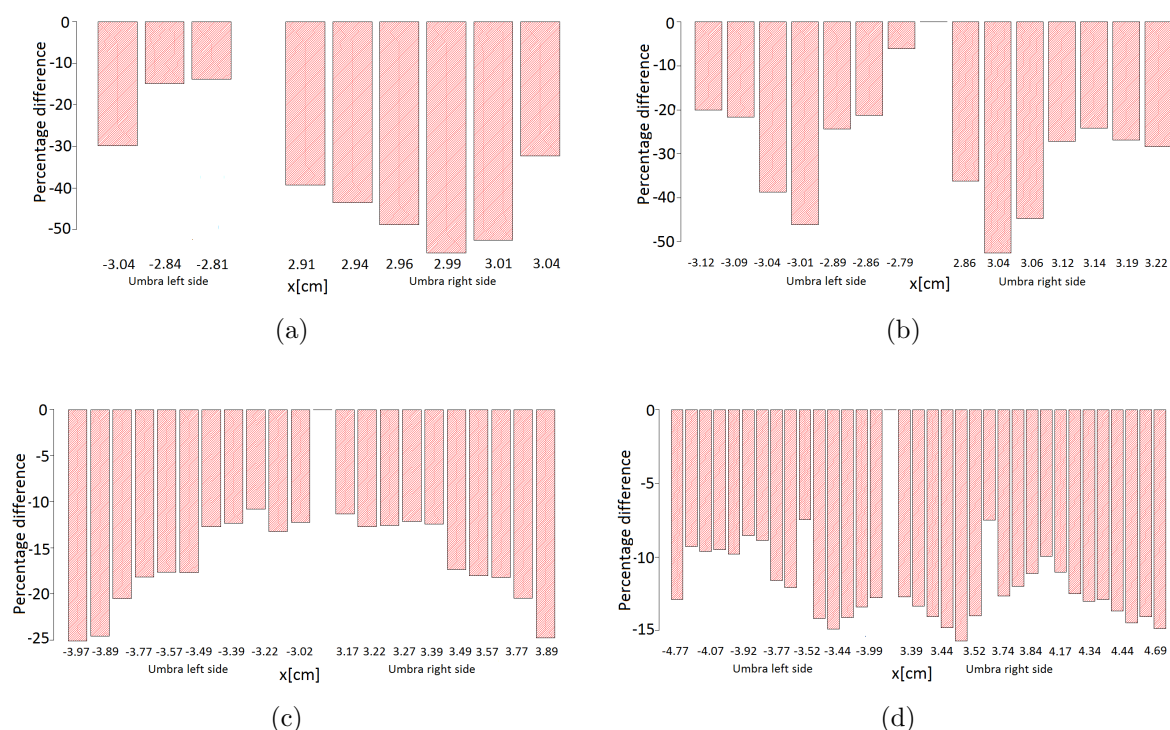 0
-10
-20
-30
-40
-50
Percentage difference
-3.04 -2.84 -2.81 2.91 2.94 2.96 2.99 3.01 3.04
Umbra left side x[cm] Umbra right side
(a)
0
-10
-20
-30
-40
-50
Percentage difference
-3.12 -3.09 -3.04 -3.01 -2.89 -2.86 -2.79 2.86 3.04 3.06 3.12 3.14 3.19 3.22
Umbra left side x[cm] Umbra right side
(b)
0
-5
-10
-15
-20
-25
Percentage difference
-3.97 -3.89 -3.77 -3.57 -3.49 -3.39 -3.22 -3.02 3.17 3.22 3.27 3.39 3.49 3.57 3.77 3.89
Umbra left side x[cm] Umbra right side
(c)
0
-5
-10
-15
Percentage difference
-4.77 -4.07 -3.92 -3.77 -3.52 -3.44 -3.99 3.39 3.44 3.52 3.74 3.84 4.17 4.34 4.44 4.69
Umbra left side x[cm] Umbra right side
(d)